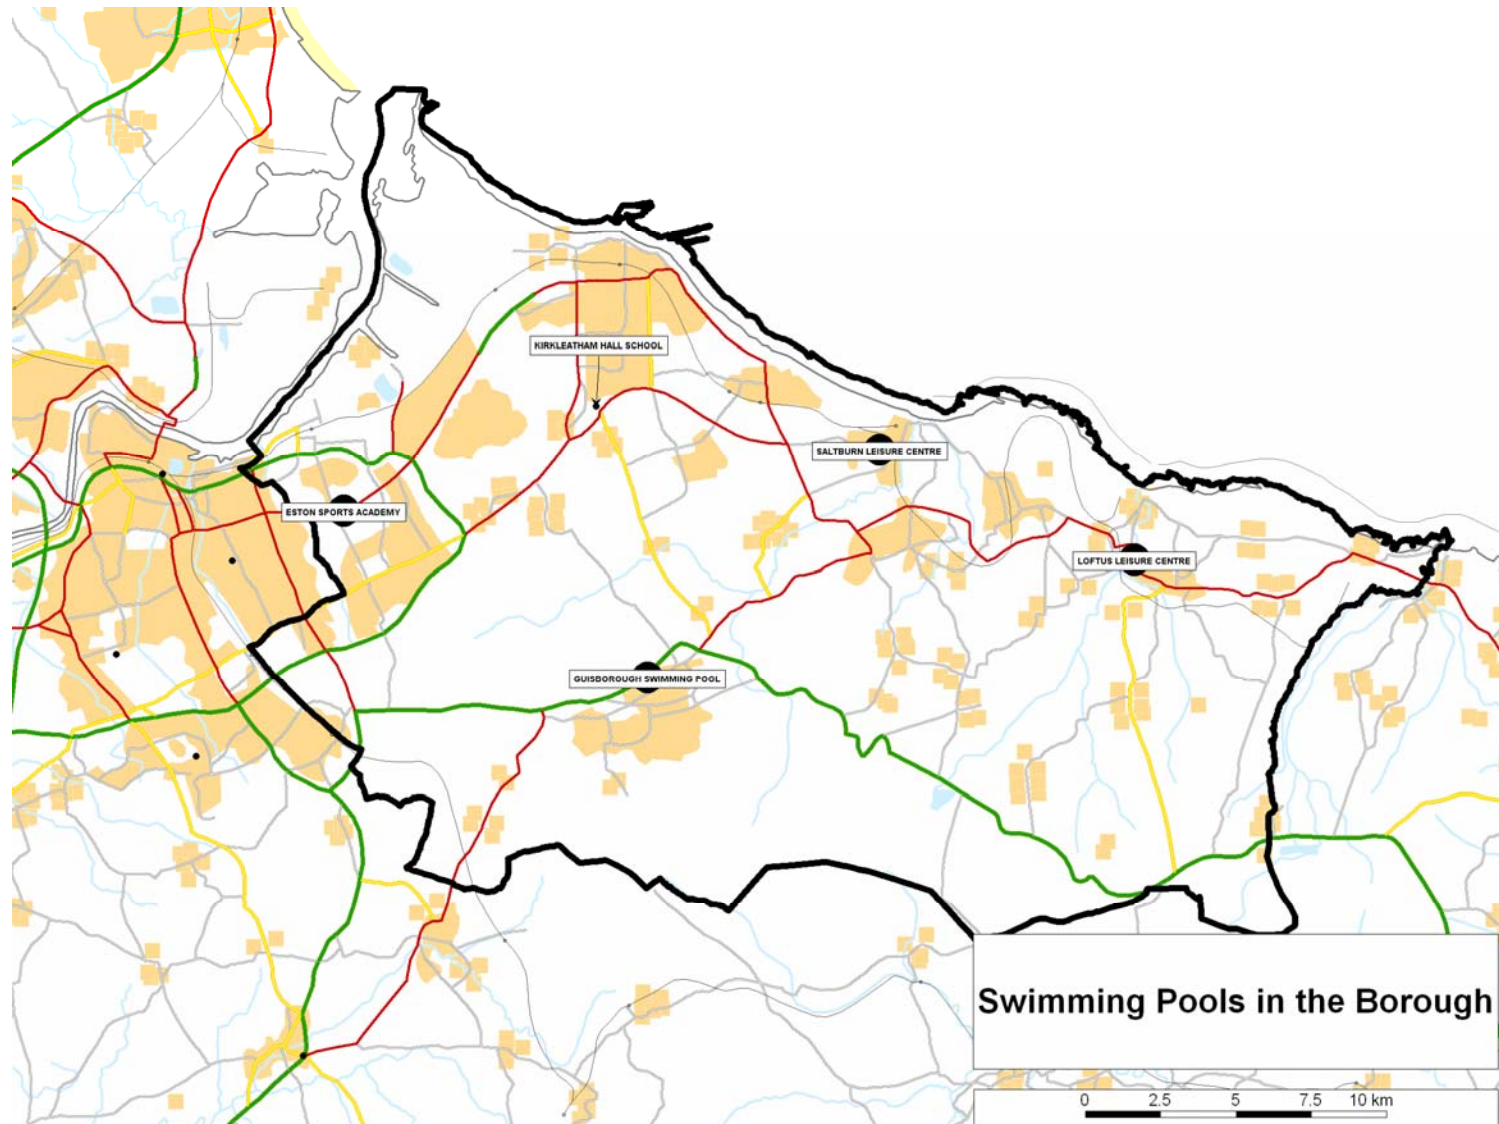 KIRKLEATHAM HALL SCHOOL
SALTBURN LEISURE CENTRE
ESTON SPORTS ACADEMY
LOFTUS LEISURE CENTRE
GUISBOROUGH SWIMMING POOL
Swimming Pools in the Borough
0 2.5 5 7.5 10 km